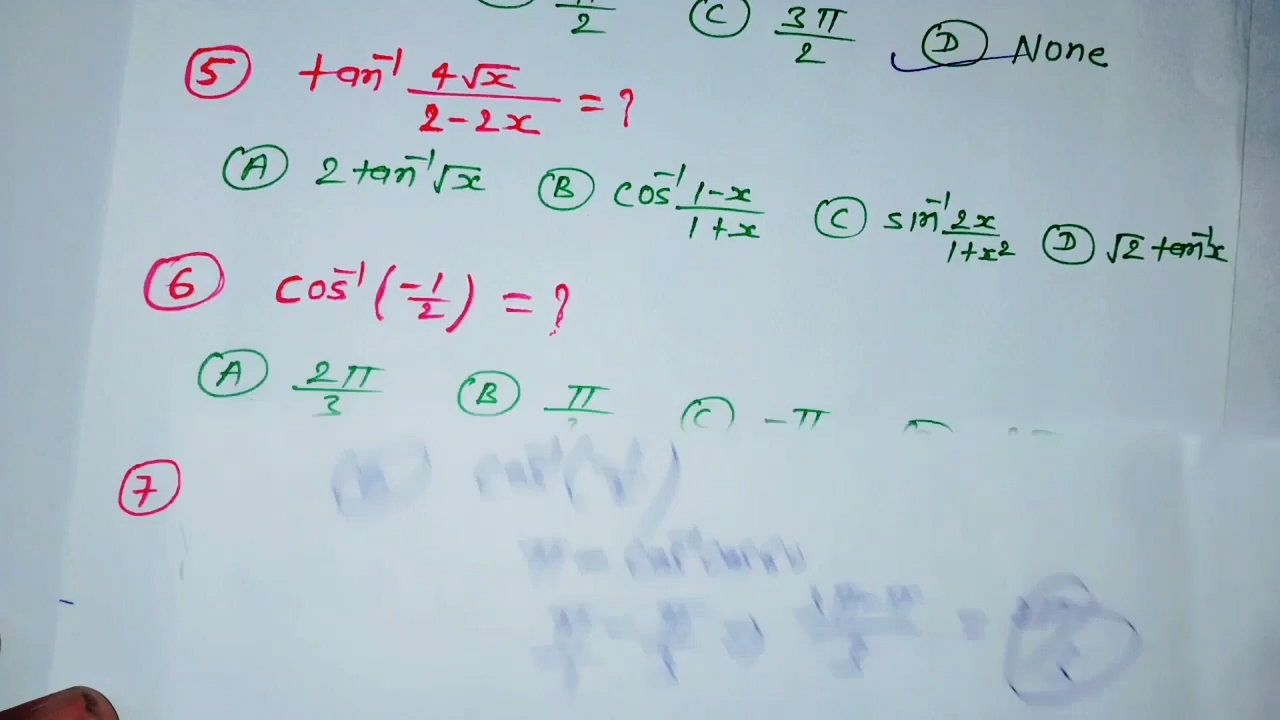 π/2 (C) 3π/2 (D) None
(5) tan⁻¹ 4√x/2-2x = ?
(A) 2 tan⁻¹√x (B) cos⁻¹ 1-x/1+x (C) sin⁻¹ 2x/1+x² (D) √2 tan⁻¹x
(6) cos⁻¹(-1/2) = ?
(A) 2π/3 (B) π (C) -π
(7)